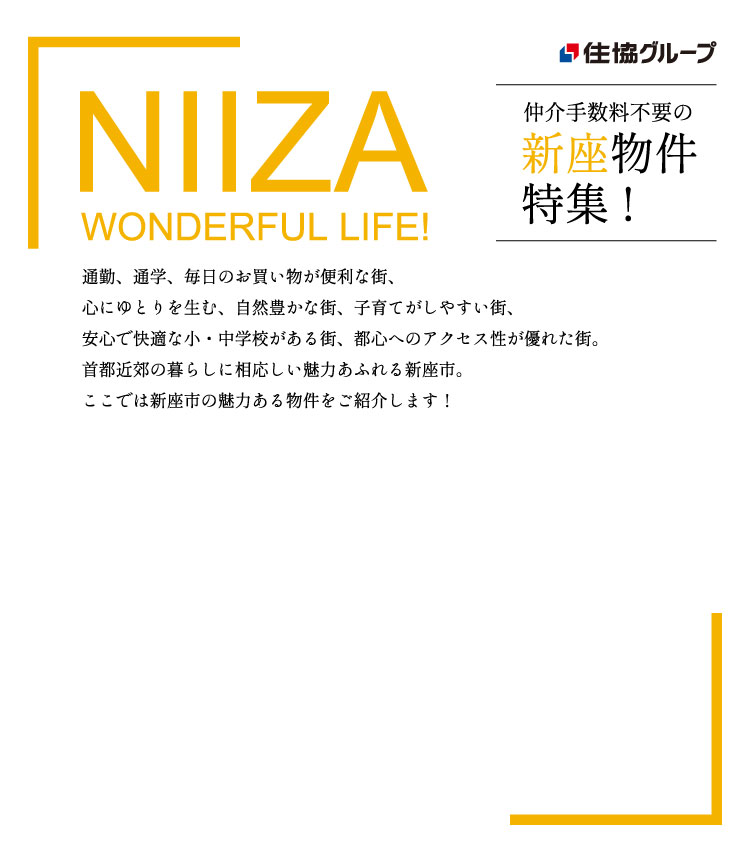 住協グループ
NIIZA
WONDERFUL LIFE!
仲介手数料不要の
新座物件
特集！
通勤、通学、毎日のお買い物が便利な街、
心にゆとりを生む、自然豊かな街、子育てがしやすい街、
安心で快適な小・中学校がある街、都心へのアクセス性が優れた街。
首都近郊の暮らしに相応しい魅力あふれる新座市。
ここでは新座市の魅力ある物件をご紹介します！